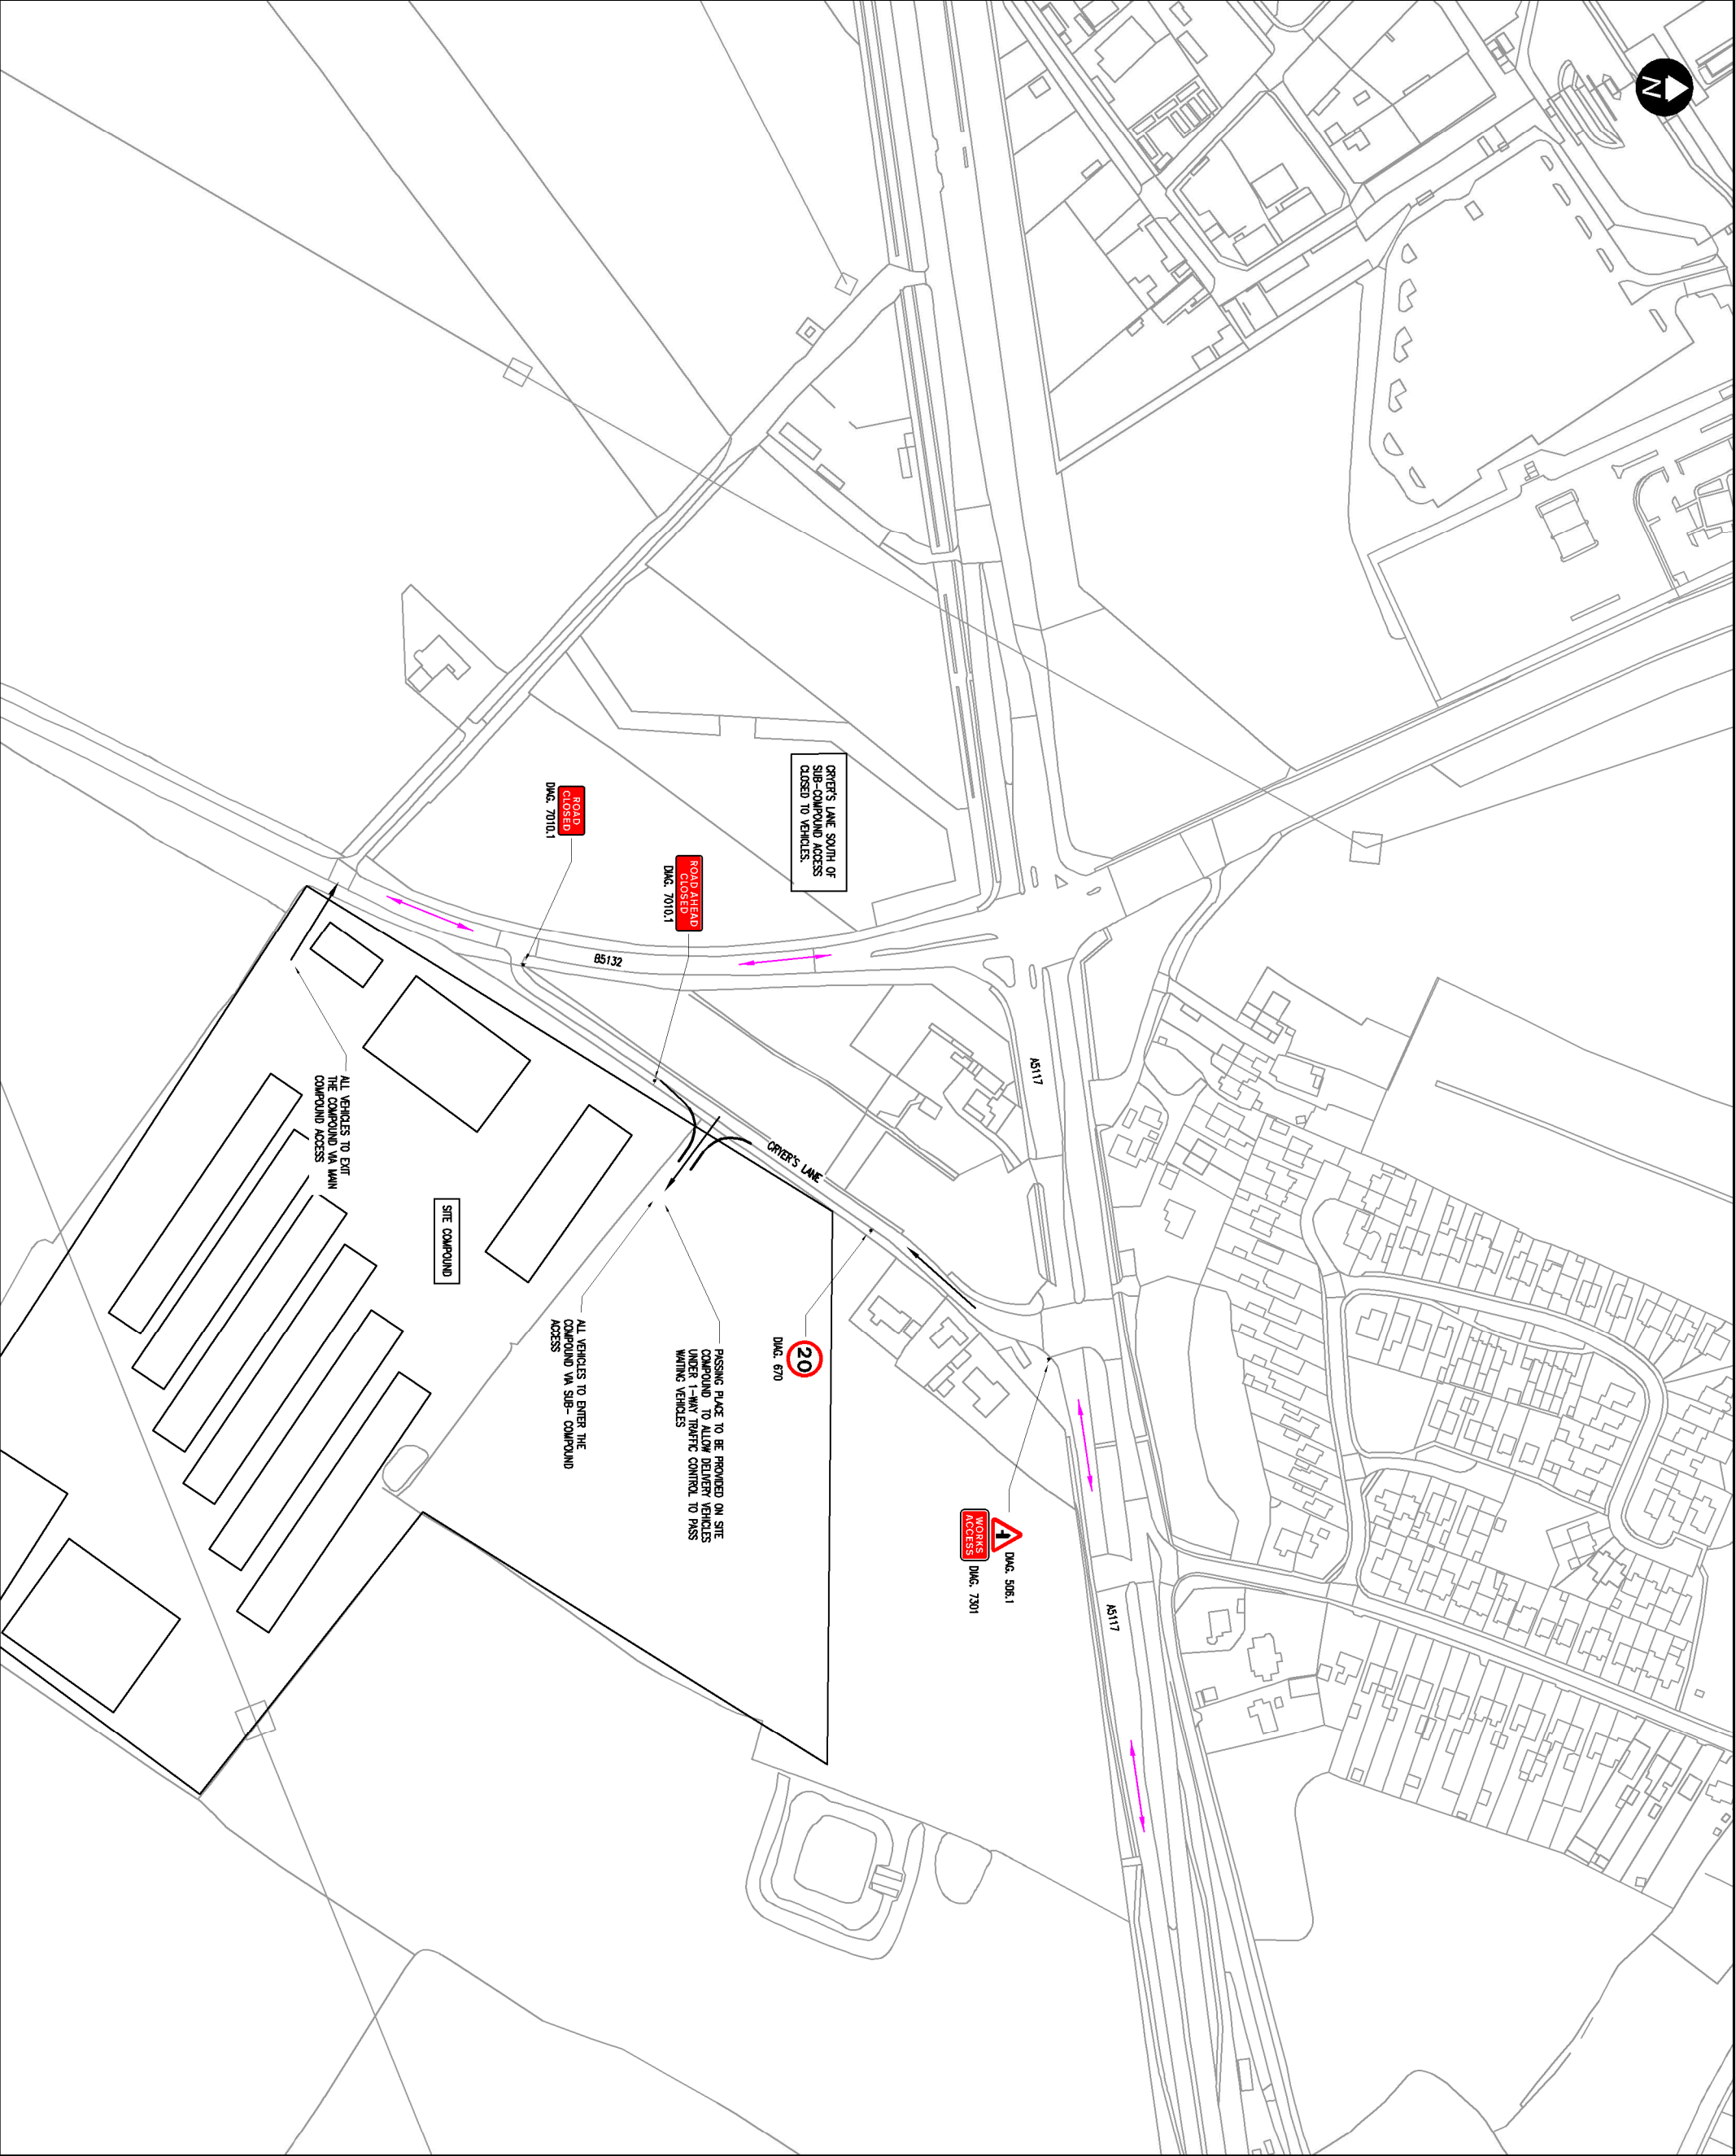 N
CRYER'S LANE SOUTH OF
SUB-COMPOUND ACCESS
CLOSED TO VEHICLES.
ROAD
CLOSED
DIAG. 7010.1
ROAD AHEAD
CLOSED
DIAG. 7010.1
B5132
A5117
CRYER'S LANE
ALL VEHICLES TO EXIT
THE COMPOUND VIA MAIN
COMPOUND ACCESS
SITE COMPOUND
20
DIAG. 670
PASSING PLACE TO BE PROVIDED ON SITE
COMPOUND TO ALLOW DELIVERY VEHICLES
UNDER 1-WAY TRAFFIC CONTROL TO PASS
WAITING VEHICLES
ALL VEHICLES TO ENTER THE
COMPOUND VIA SUB- COMPOUND
ACCESS
DIAG. 506.1
WORKS
ACCESS
DIAG. 7301
A5117